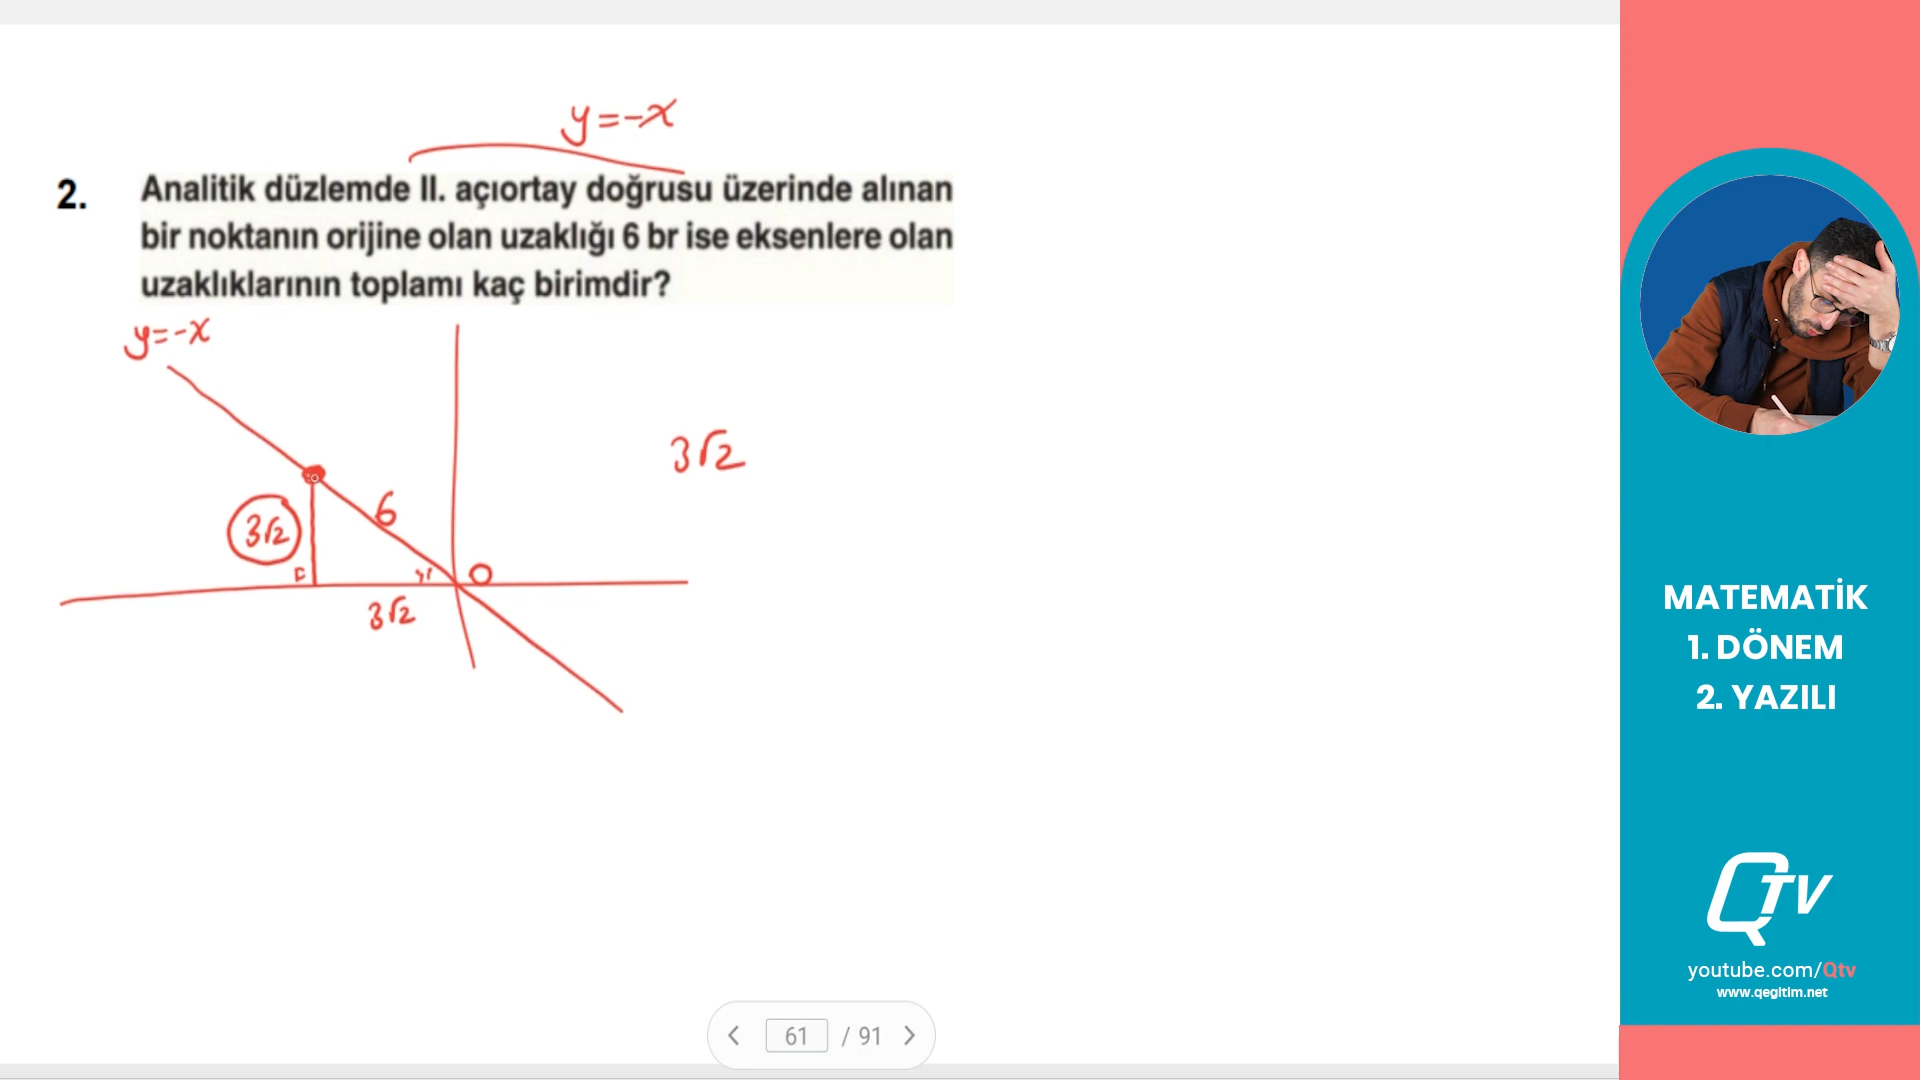 y=-x
2. Analitik düzlemde II. açıortay doğrusu üzerinde alınan
bir noktanın orijine olan uzaklığı 6 br ise eksenlere olan
uzaklıklarının toplamı kaç birimdir?
y=-x
3√2
6
3√2
O
3√2
61 / 91
MATEMATİK
1. DÖNEM
2. YAZILI
QTV
youtube.com/Qtv
www.qegitim.net